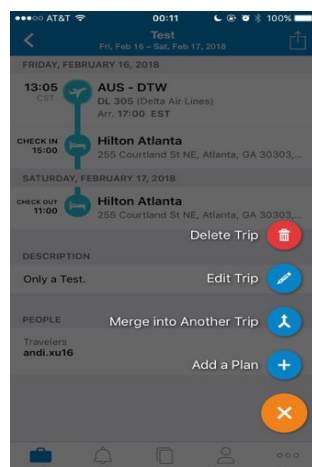 AT&T 00:11 100%
Test
Fri, Feb 16 – Sat, Feb 17, 2018
FRIDAY, FEBRUARY 16, 2018
13:05 AUS - DTW
CST DL 305 (Delta Air Lines)
Arr. 17:00 EST
CHECK IN Hilton Atlanta
15:00 255 Courtland St NE, Atlanta, GA 30303,...
SATURDAY, FEBRUARY 17, 2018
CHECK OUT Hilton Atlanta
11:00 255 Courtland St NE, Atlanta, GA 30303,...
Delete Trip
DESCRIPTION
Only a Test. Edit Trip
PEOPLE Merge into Another Trip
Travelers
andi.xu16
Add a Plan